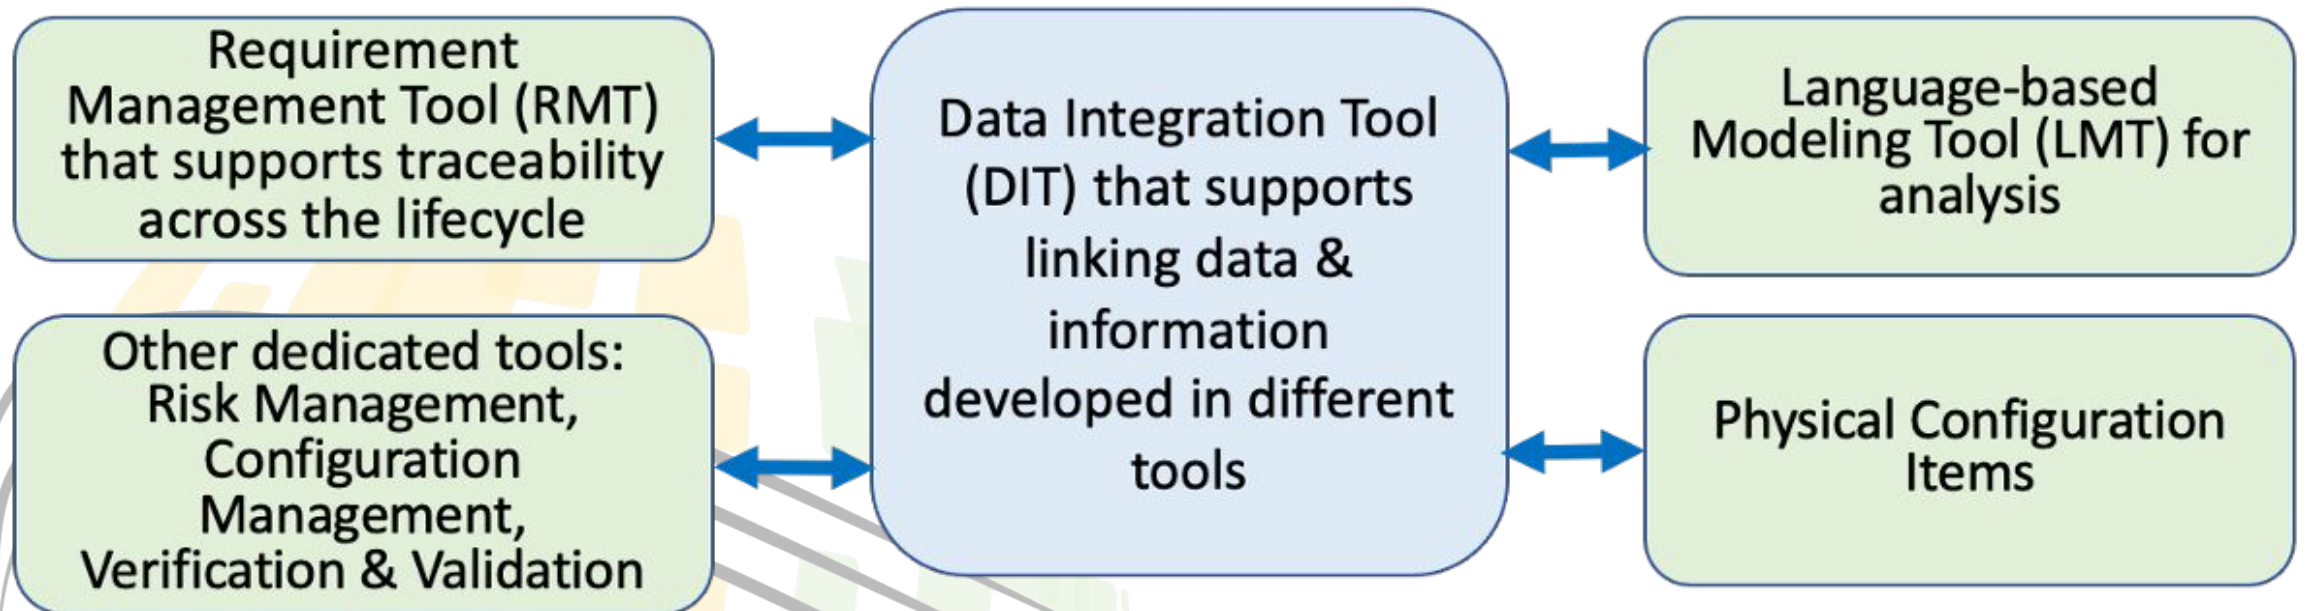 Requirement
Management Tool (RMT)
that supports traceability
across the lifecycle
Other dedicated tools:
Risk Management,
Configuration
Management,
Verification & Validation
Data Integration Tool
(DIT) that supports
linking data &
information
developed in different
tools
Language-based
Modeling Tool (LMT) for
analysis
Physical Configuration
Items